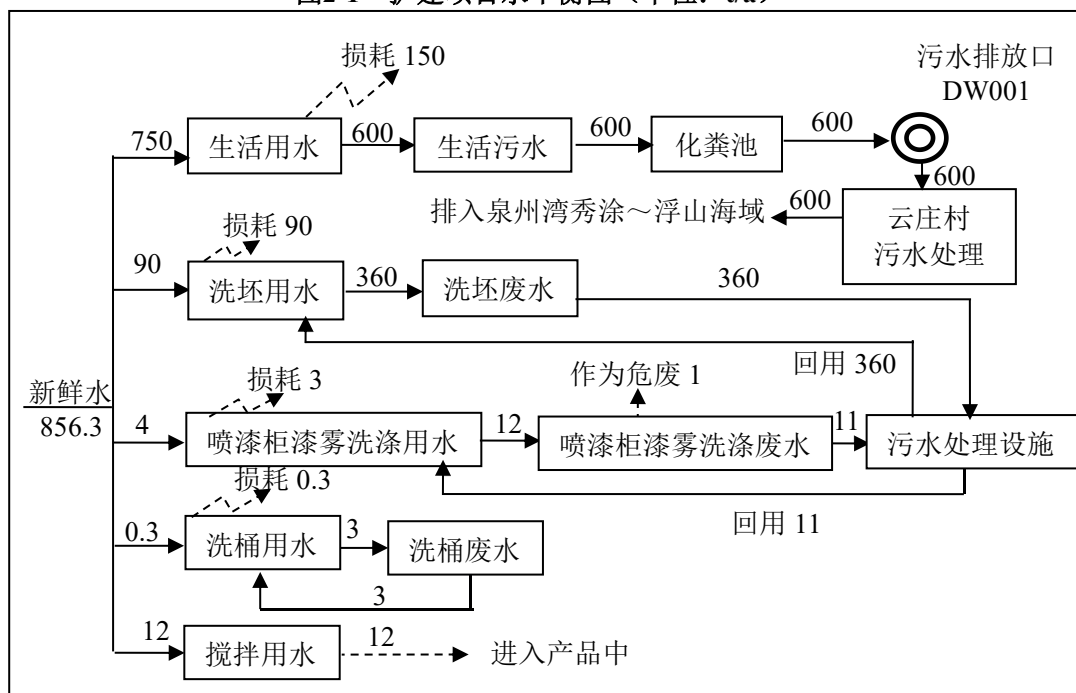 损耗 150
污水排放口
DW001
750
生活用水
600
生活污水
600
化粪池
600
600
排入泉州湾秀涂～浮山海域
600
云庄村
污水处理
损耗 90
90
洗坯用水
360
洗坯废水
360
回用 360
新鲜水
856.3
损耗 3
作为危废 1
4
喷漆柜漆雾洗涤用水
12
喷漆柜漆雾洗涤废水
11
污水处理设施
损耗 0.3
回用 11
0.3
洗桶用水
3
洗桶废水
3
12
搅拌用水
12
进入产品中